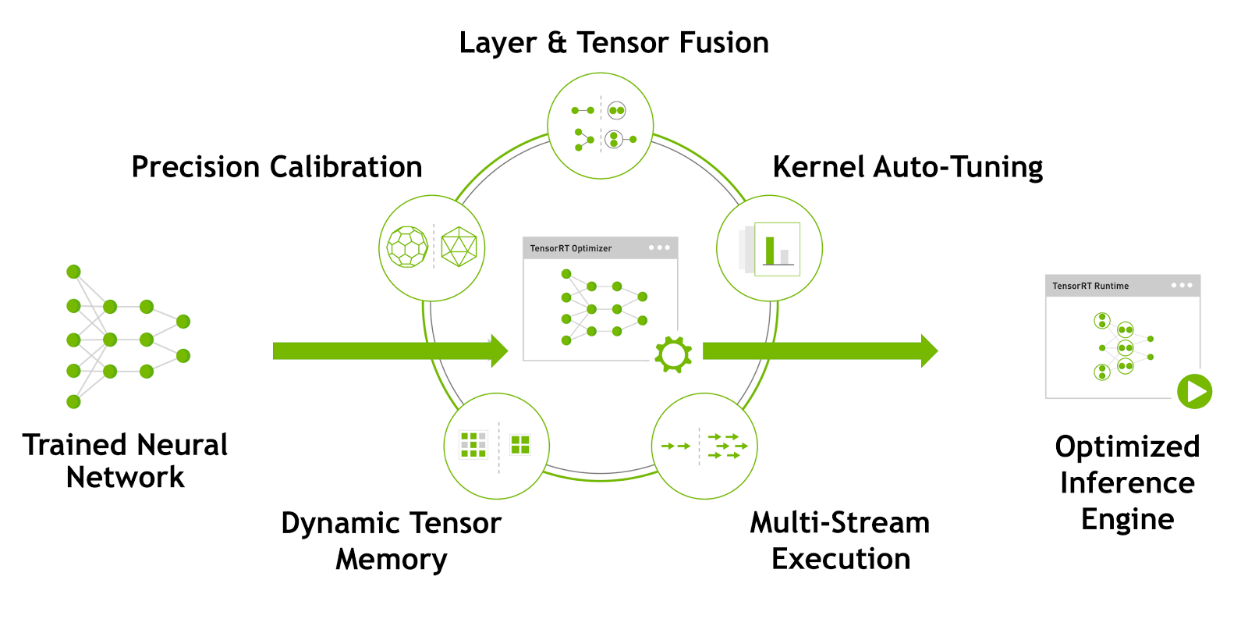 Layer & Tensor Fusion
Precision Calibration
Kernel Auto-Tuning
TensorRT Optimizer
TensorRT Runtime
Trained Neural
Network
Optimized
Inference
Engine
Dynamic Tensor
Memory
Multi-Stream
Execution